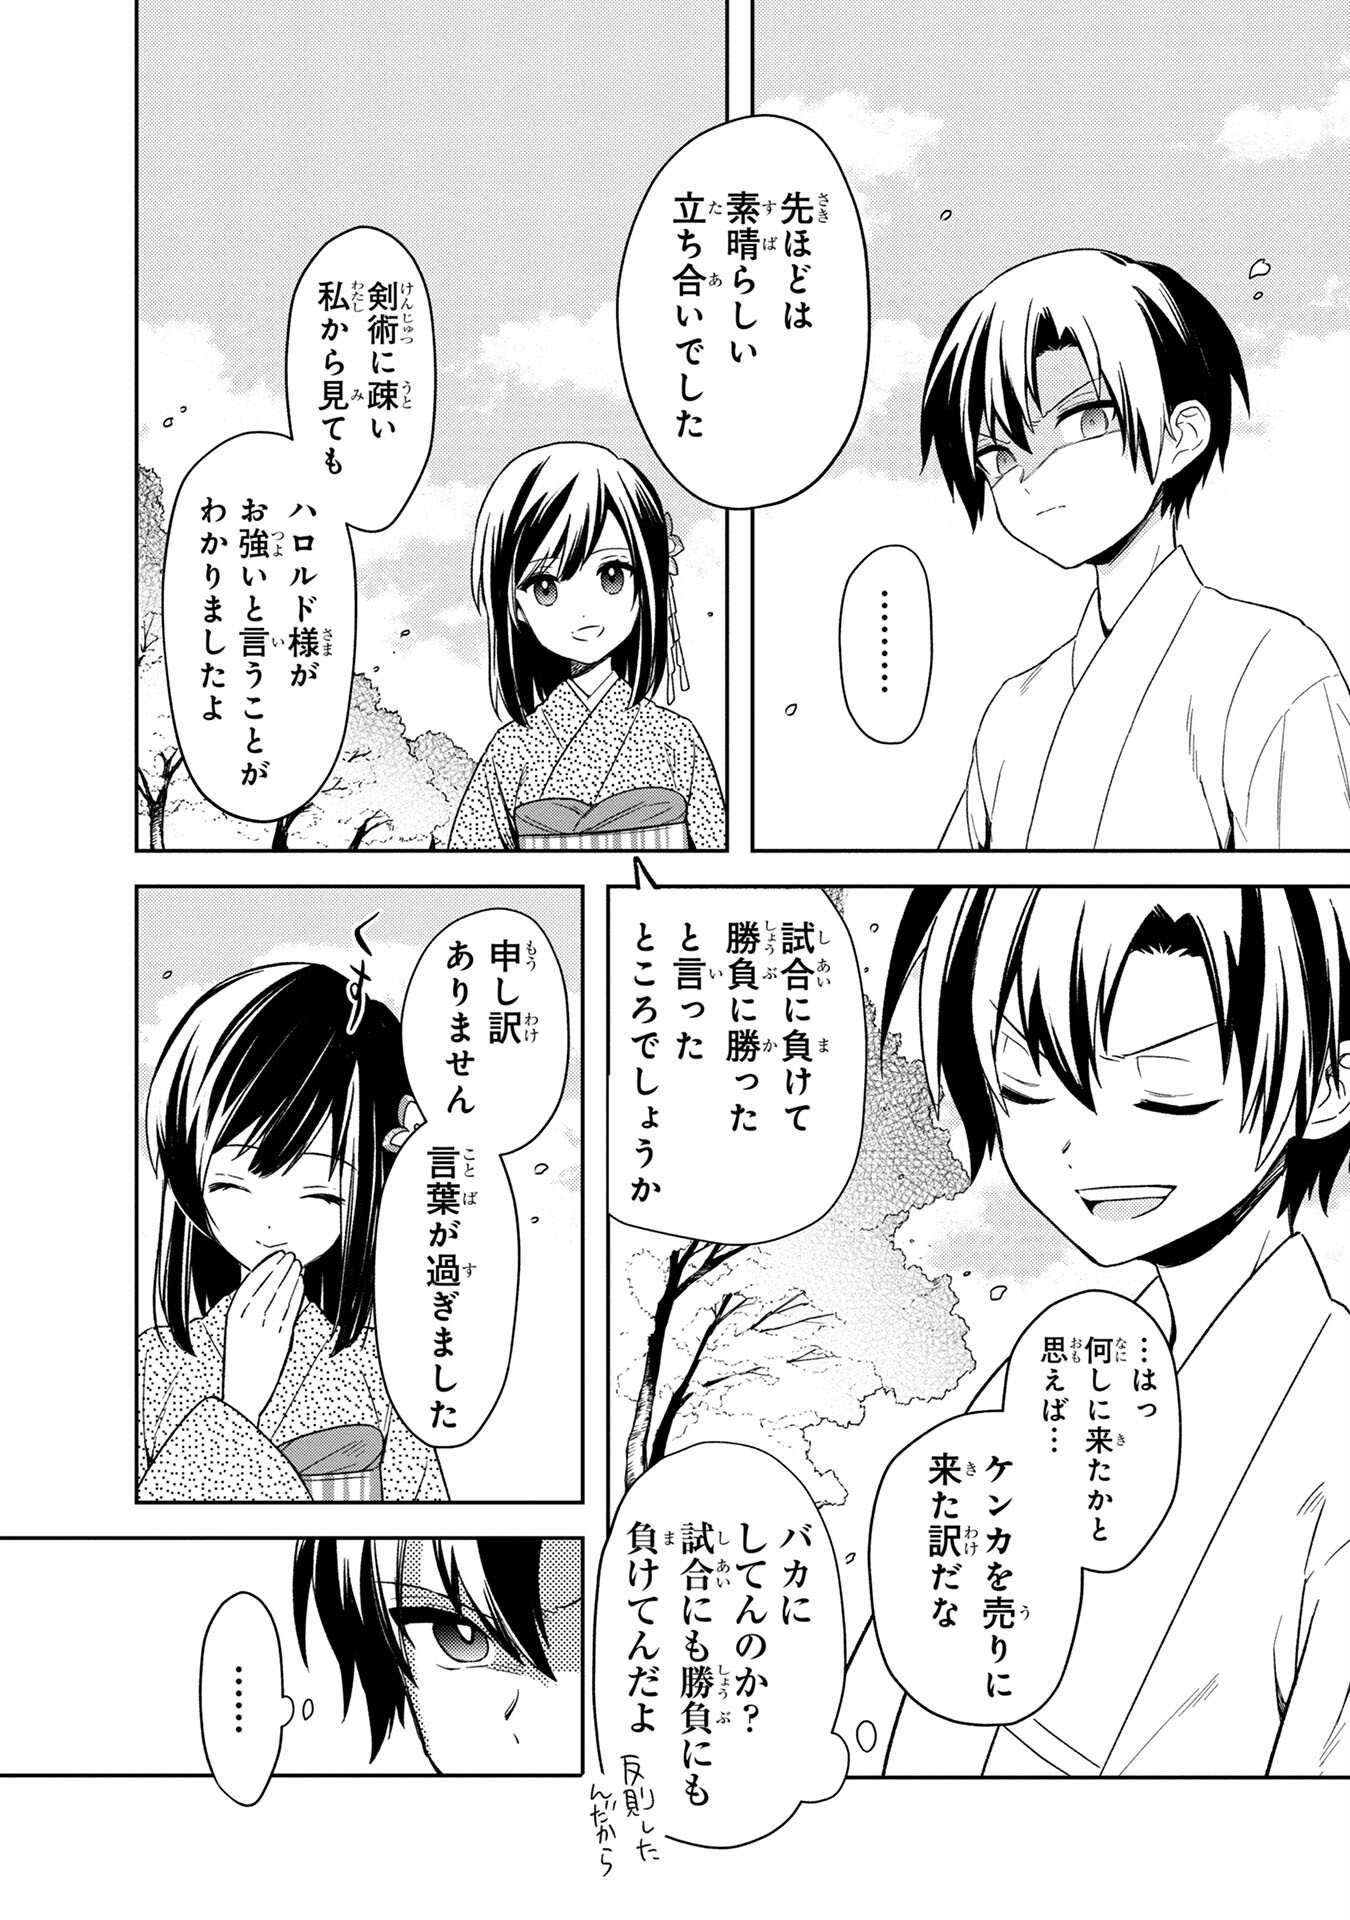 ………
先ほどは
素晴らしい
立ち合いでした
剣術に疎い
私から見ても
ハロルド様が
お強いと言うことが
わかりましたよ
試合に負けて
勝負に勝った
と言った
ところでしょうか
…はっ
何しに来たかと
思えば…
ケンカを売りに
来た訳だな
バカに
してんのか?
試合にも勝負にも
負けてんだよ
反則した
んだから
申し訳
ありません
言葉が過ぎました
くす
……